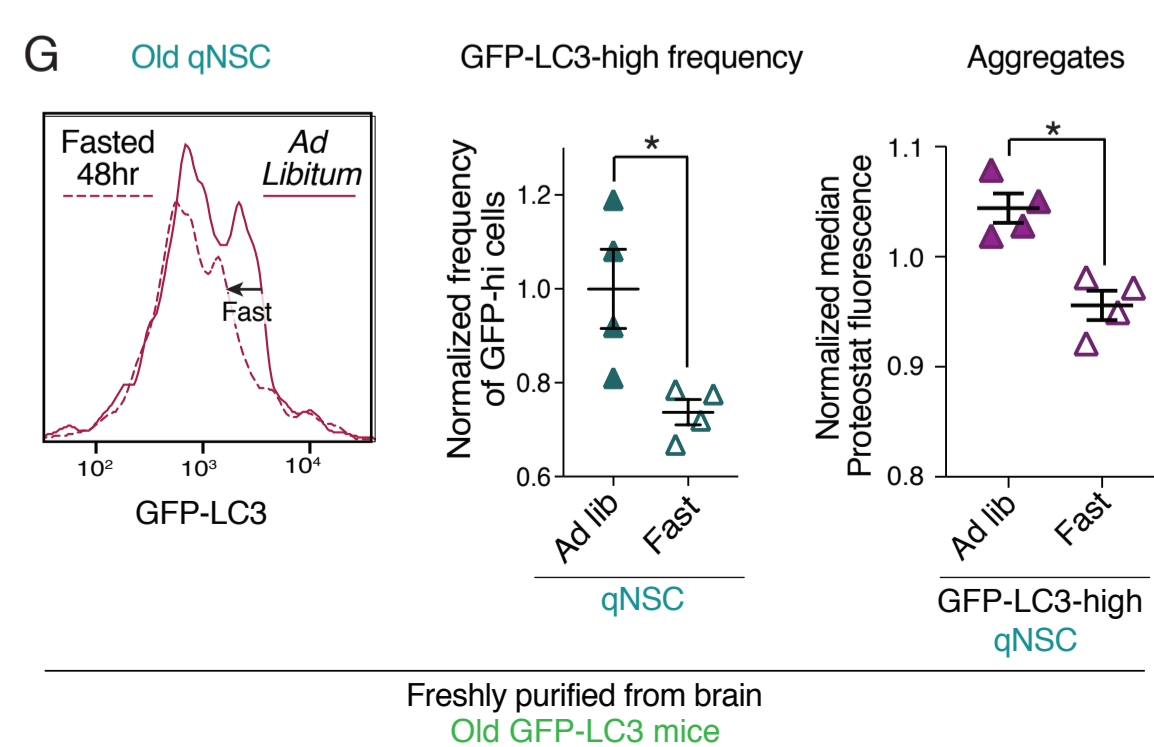 G
Old qNSC
Fasted
48hr
Ad
Libitum
Fast
10²
10³
10⁴
GFP-LC3
GFP-LC3-high frequency
Normalized frequency
of GFP-hi cells
*
1.2
1.0
0.8
0.6
Ad lib
Fast
qNSC
Aggregates
Normalized median
Proteostat fluorescence
*
1.1
1.0
0.9
0.8
Ad lib
Fast
GFP-LC3-high
qNSC
Freshly purified from brain
Old GFP-LC3 mice